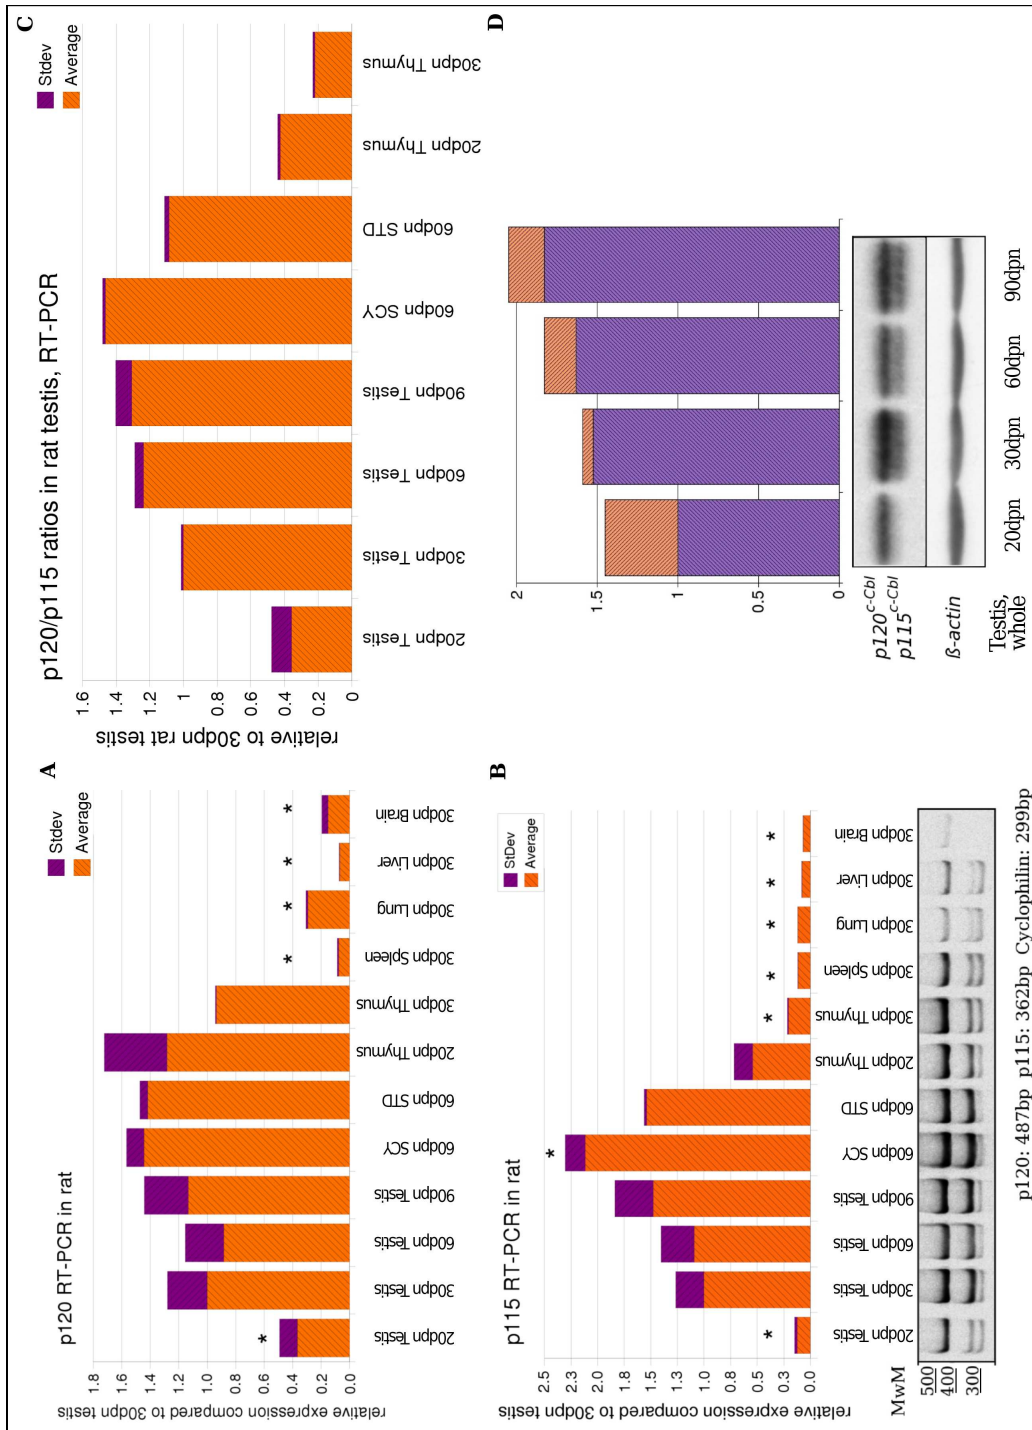 A
p120 RT-PCR in rat
Stdev
Average
relative expression compared to 30dpn testis
1.8
1.6
1.4
1.2
1.0
0.8
0.6
0.4
0.2
0.0
*
*
*
*
*
20dpn Testis
30dpn Testis
60dpn Testis
90dpn Testis
60dpn SCY
60dpn STD
20dpn Thymus
30dpn Thymus
30dpn Spleen
30dpn Lung
30dpn Liver
30dpn Brain
B
p115 RT-PCR in rat
StDev
Average
relative expression compared to 30dpn testis
2.5
2.3
2.0
1.8
1.5
1.3
1.0
0.8
0.5
0.3
0.0
*
*
*
*
*
*
*
20dpn Testis
30dpn Testis
60dpn Testis
90dpn Testis
60dpn SCY
60dpn STD
20dpn Thymus
30dpn Thymus
30dpn Spleen
30dpn Lung
30dpn Liver
30dpn Brain
MwM
500
400
300
p120: 487bp p115: 362bp Cyclophilin: 299bp
C
p120/p115 ratios in rat testis, RT-PCR
Stdev
Average
relative to 30dpn rat testis
1.6
1.4
1.2
1
0.8
0.6
0.4
0.2
0
20dpn Testis
30dpn Testis
60dpn Testis
90dpn Testis
60dpn SCY
60dpn STD
20dpn Thymus
30dpn Thymus
D
2
1.5
1
0.5
0
p120c-Cbl
p115c-Cbl
ß-actin
Testis,
whole
20dpn
30dpn
60dpn
90dpn